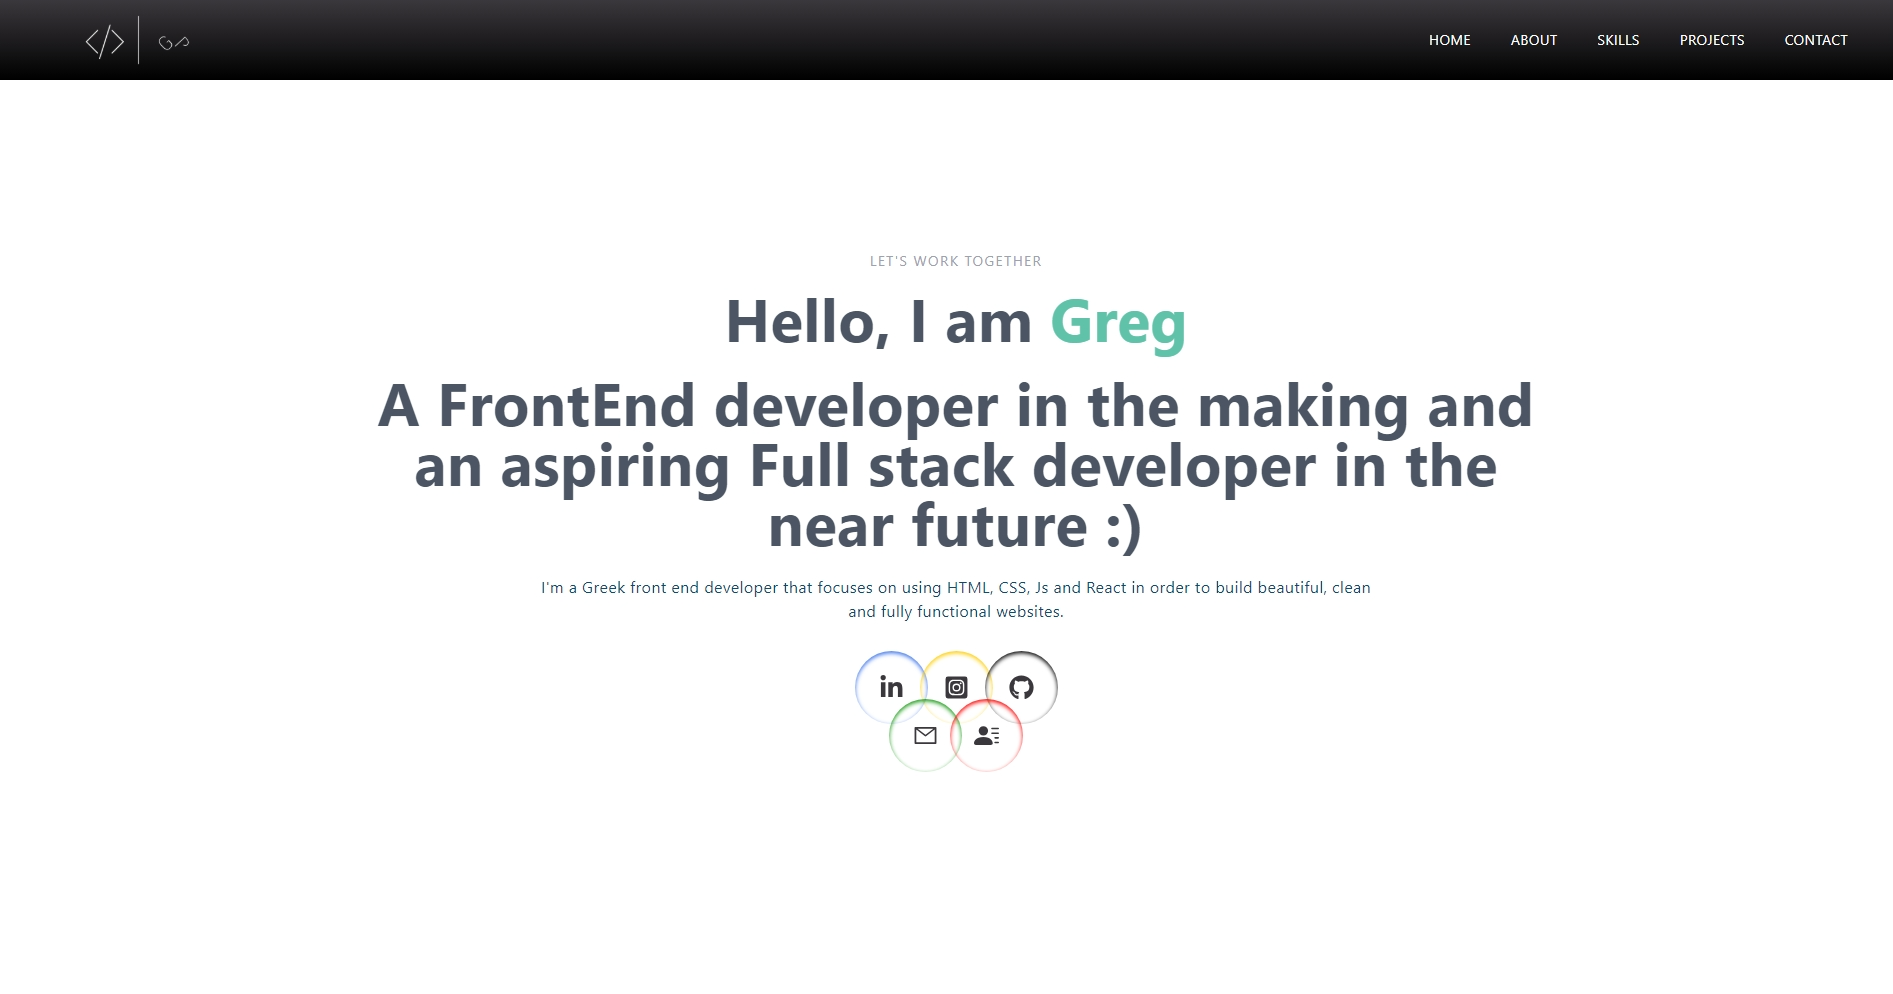 </>
HOME ABOUT SKILLS PROJECTS CONTACT
LET'S WORK TOGETHER
Hello, I am Greg
A FrontEnd developer in the making and
an aspiring Full stack developer in the
near future :)
I'm a Greek front end developer that focuses on using HTML, CSS, Js and React in order to build beautiful, clean
and fully functional websites.
in